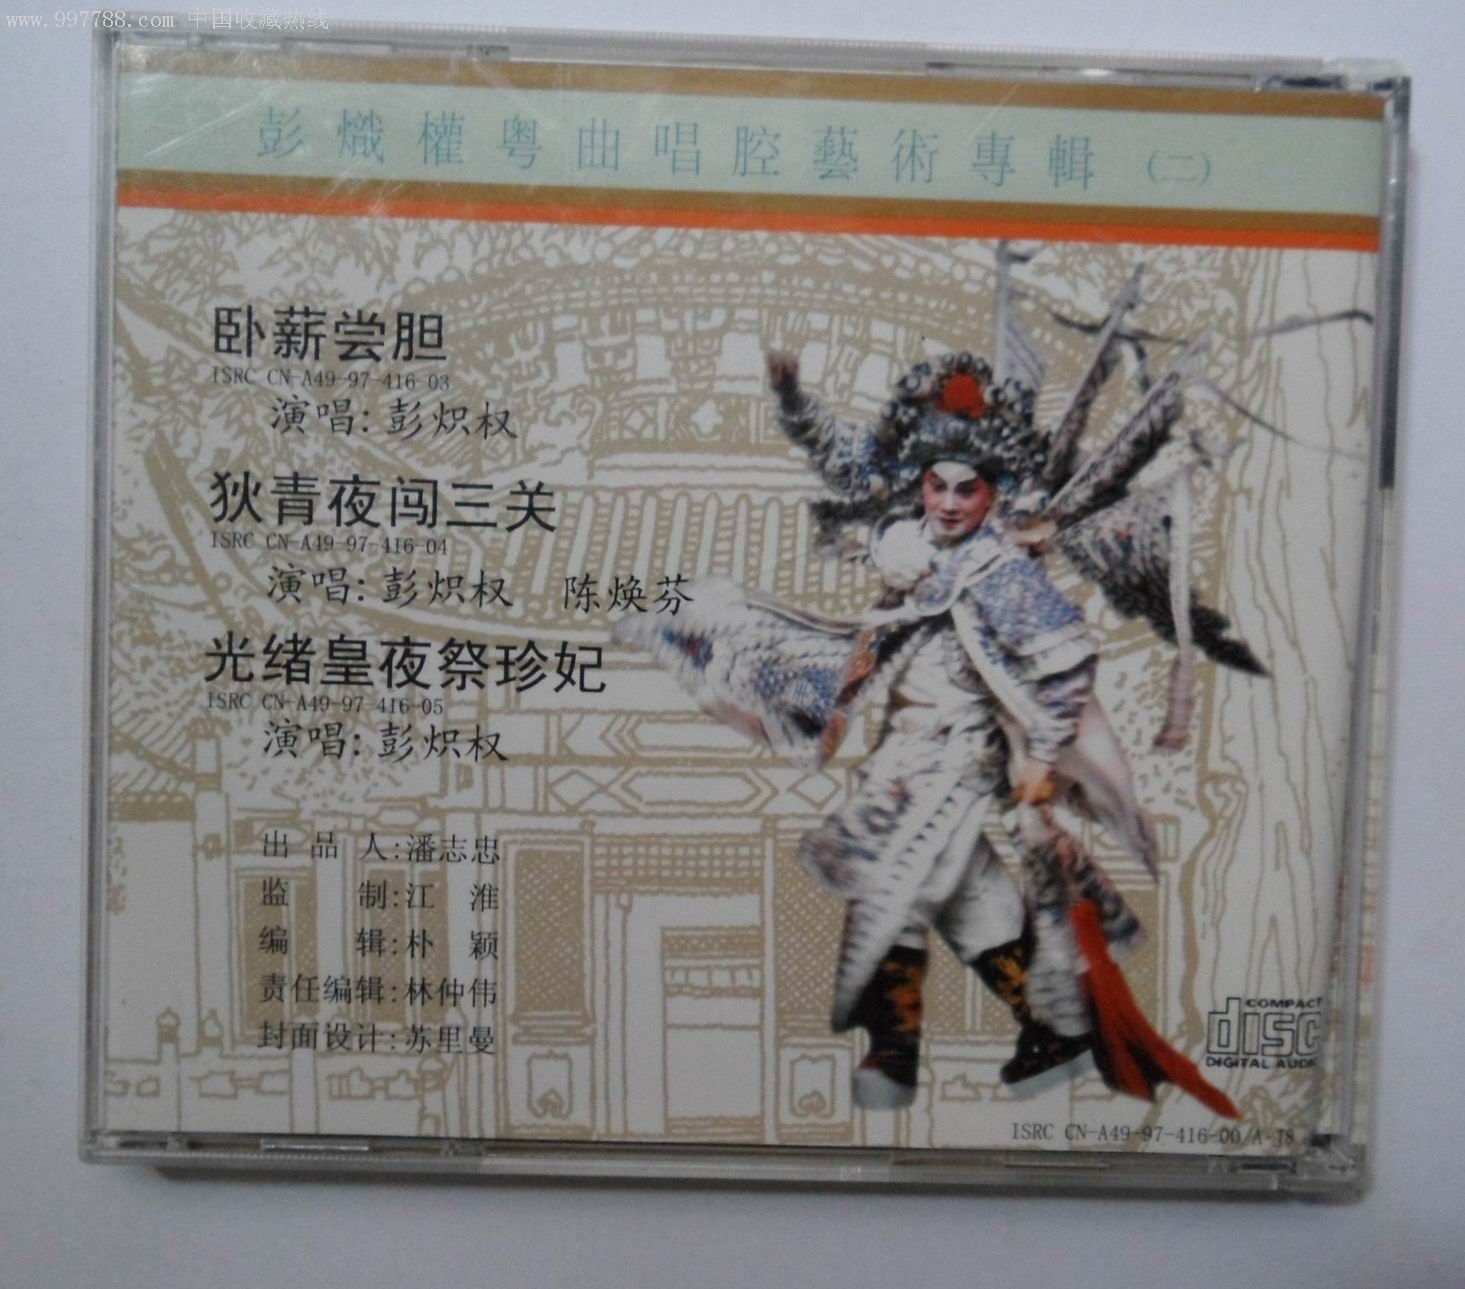 www.997788.com 中国收藏热线
彭熾權粤曲唱腔藝術專輯（二）
卧薪尝胆
ISRC CN-A49-97-416-03
演唱：彭炽权
狄青夜闯三关
ISRC CN-A49-97-416-04
演唱：彭炽权 陈焕芬
光绪皇夜祭珍妃
ISRC CN-A49-97-416-05
演唱：彭炽权
出品人：潘志忠
监制：江淮
编辑：朴颖
责任编辑：林仲伟
封面设计：苏里曼
COMPACT
disc
DIGITAL AUDIO
ISRC CN-A49-97-416-00/A·J8